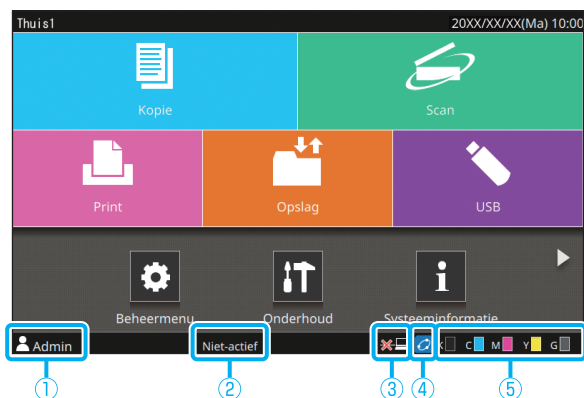 Thuis1 20XX/XX/XX(Ma) 10:00
Kopie Scan
Print Opslag USB
Beheermenu Onderhoud Systeeminformatie
Admin Niet-actief K C M Y G
① ② ③ ④ ⑤